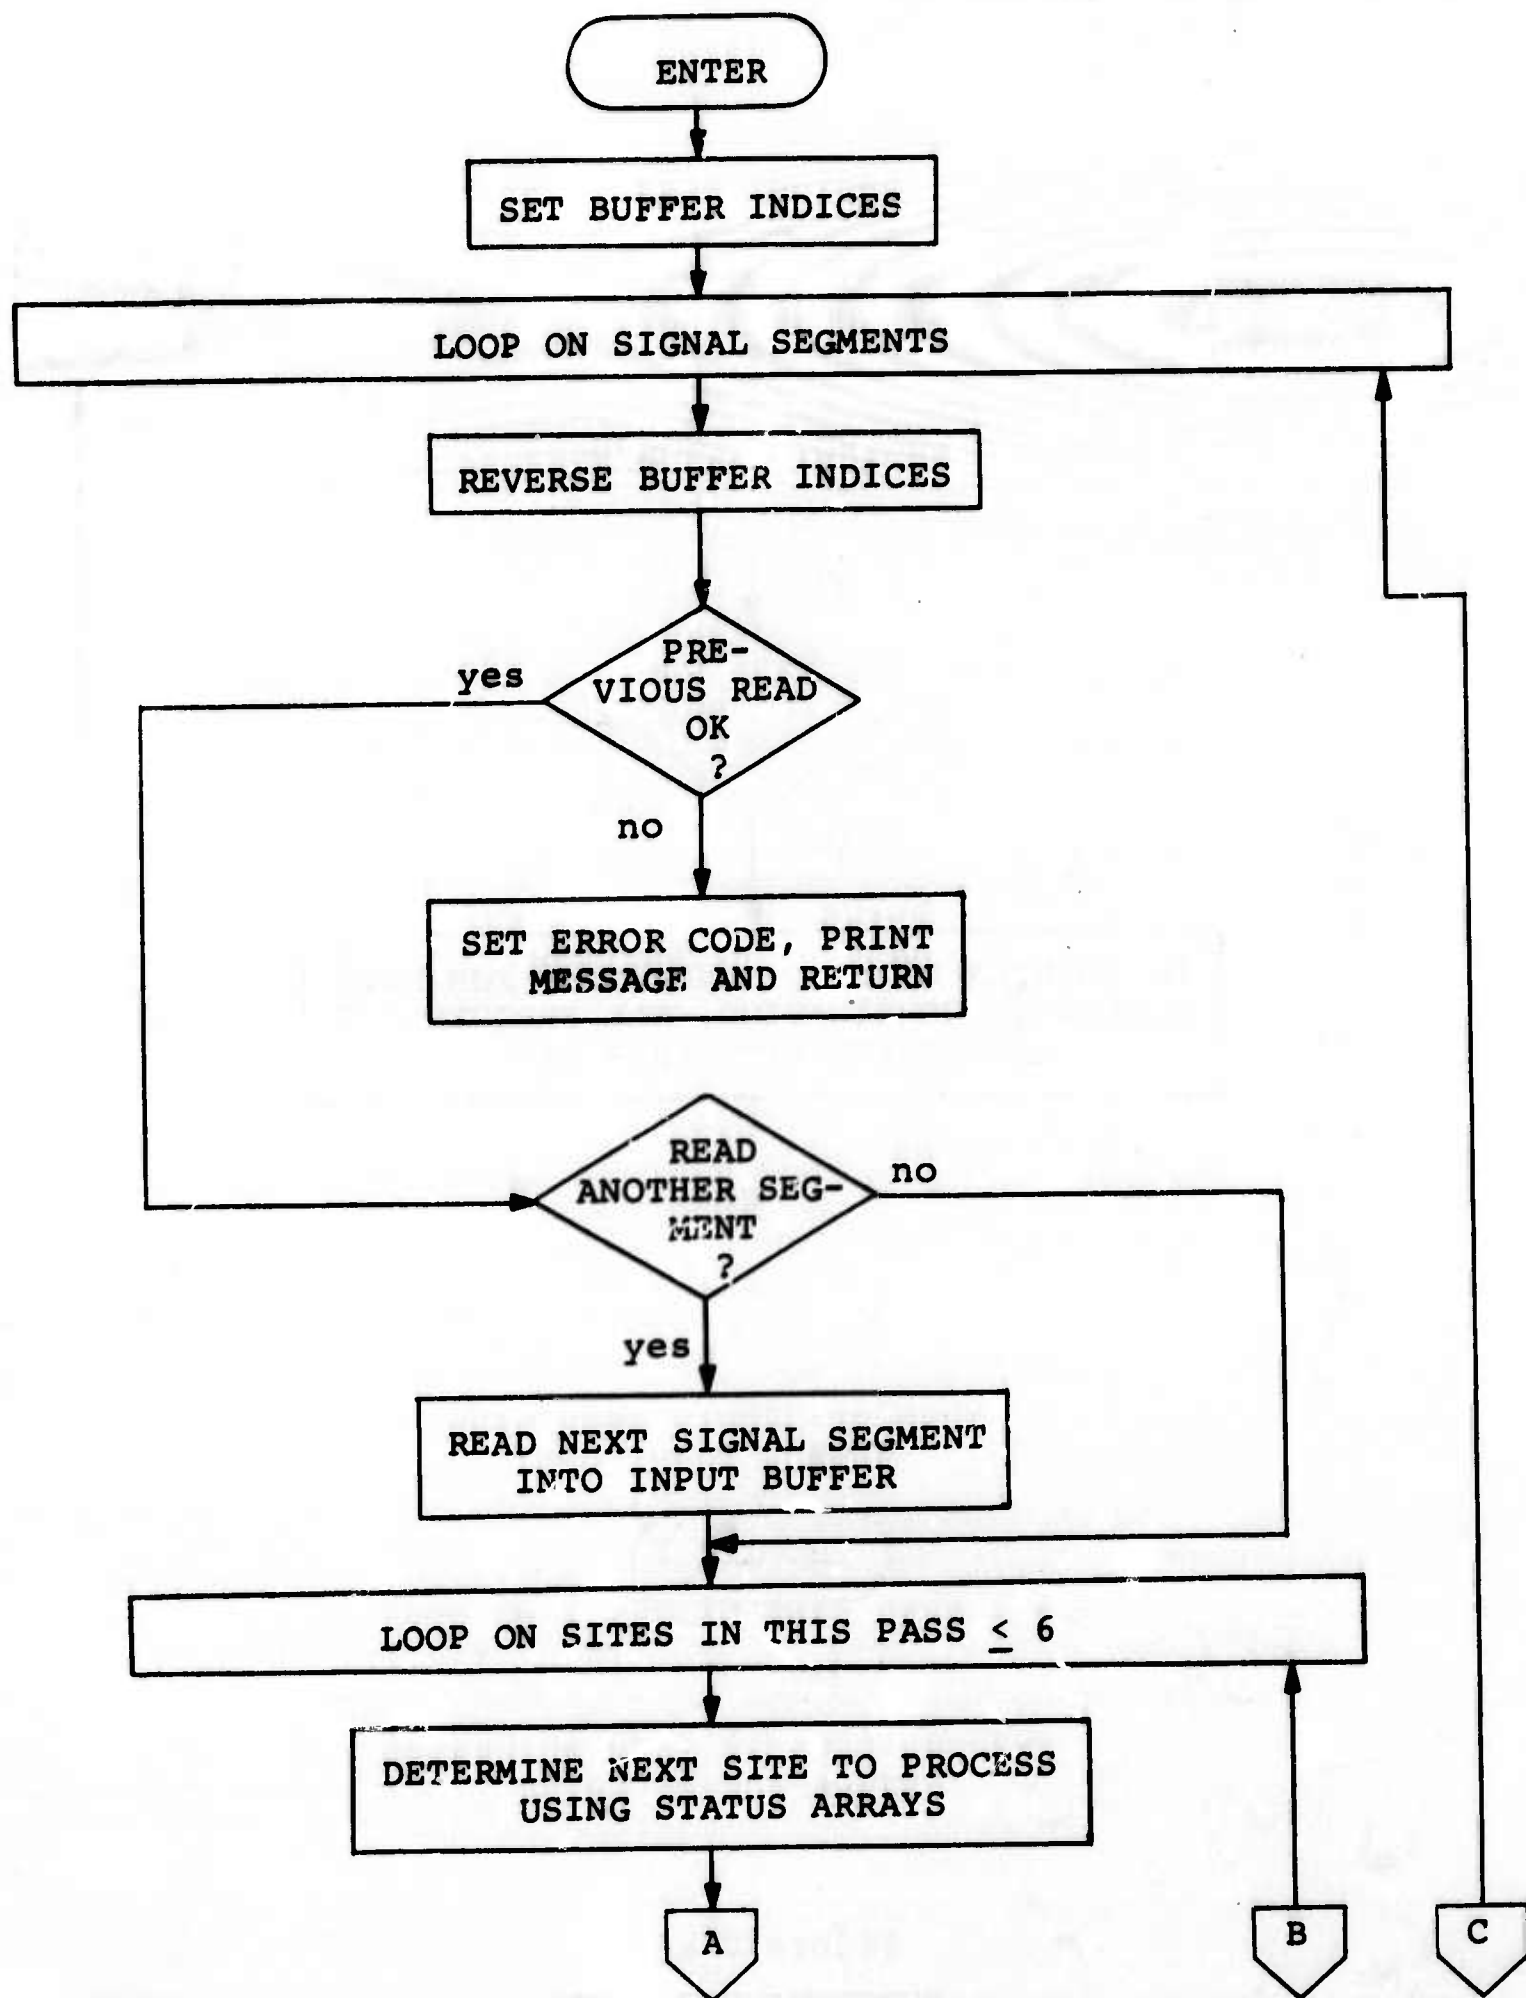 ENTER
SET BUFFER INDICES
LOOP ON SIGNAL SEGMENTS
REVERSE BUFFER INDICES
PRE-
VIOUS READ
OK
?
yes
no
SET ERROR CODE, PRINT
MESSAGE AND RETURN
READ
ANOTHER SEG-
MENT
?
no
yes
READ NEXT SIGNAL SEGMENT
INTO INPUT BUFFER
LOOP ON SITES IN THIS PASS ≤ 6
DETERMINE NEXT SITE TO PROCESS
USING STATUS ARRAYS
A
B
C